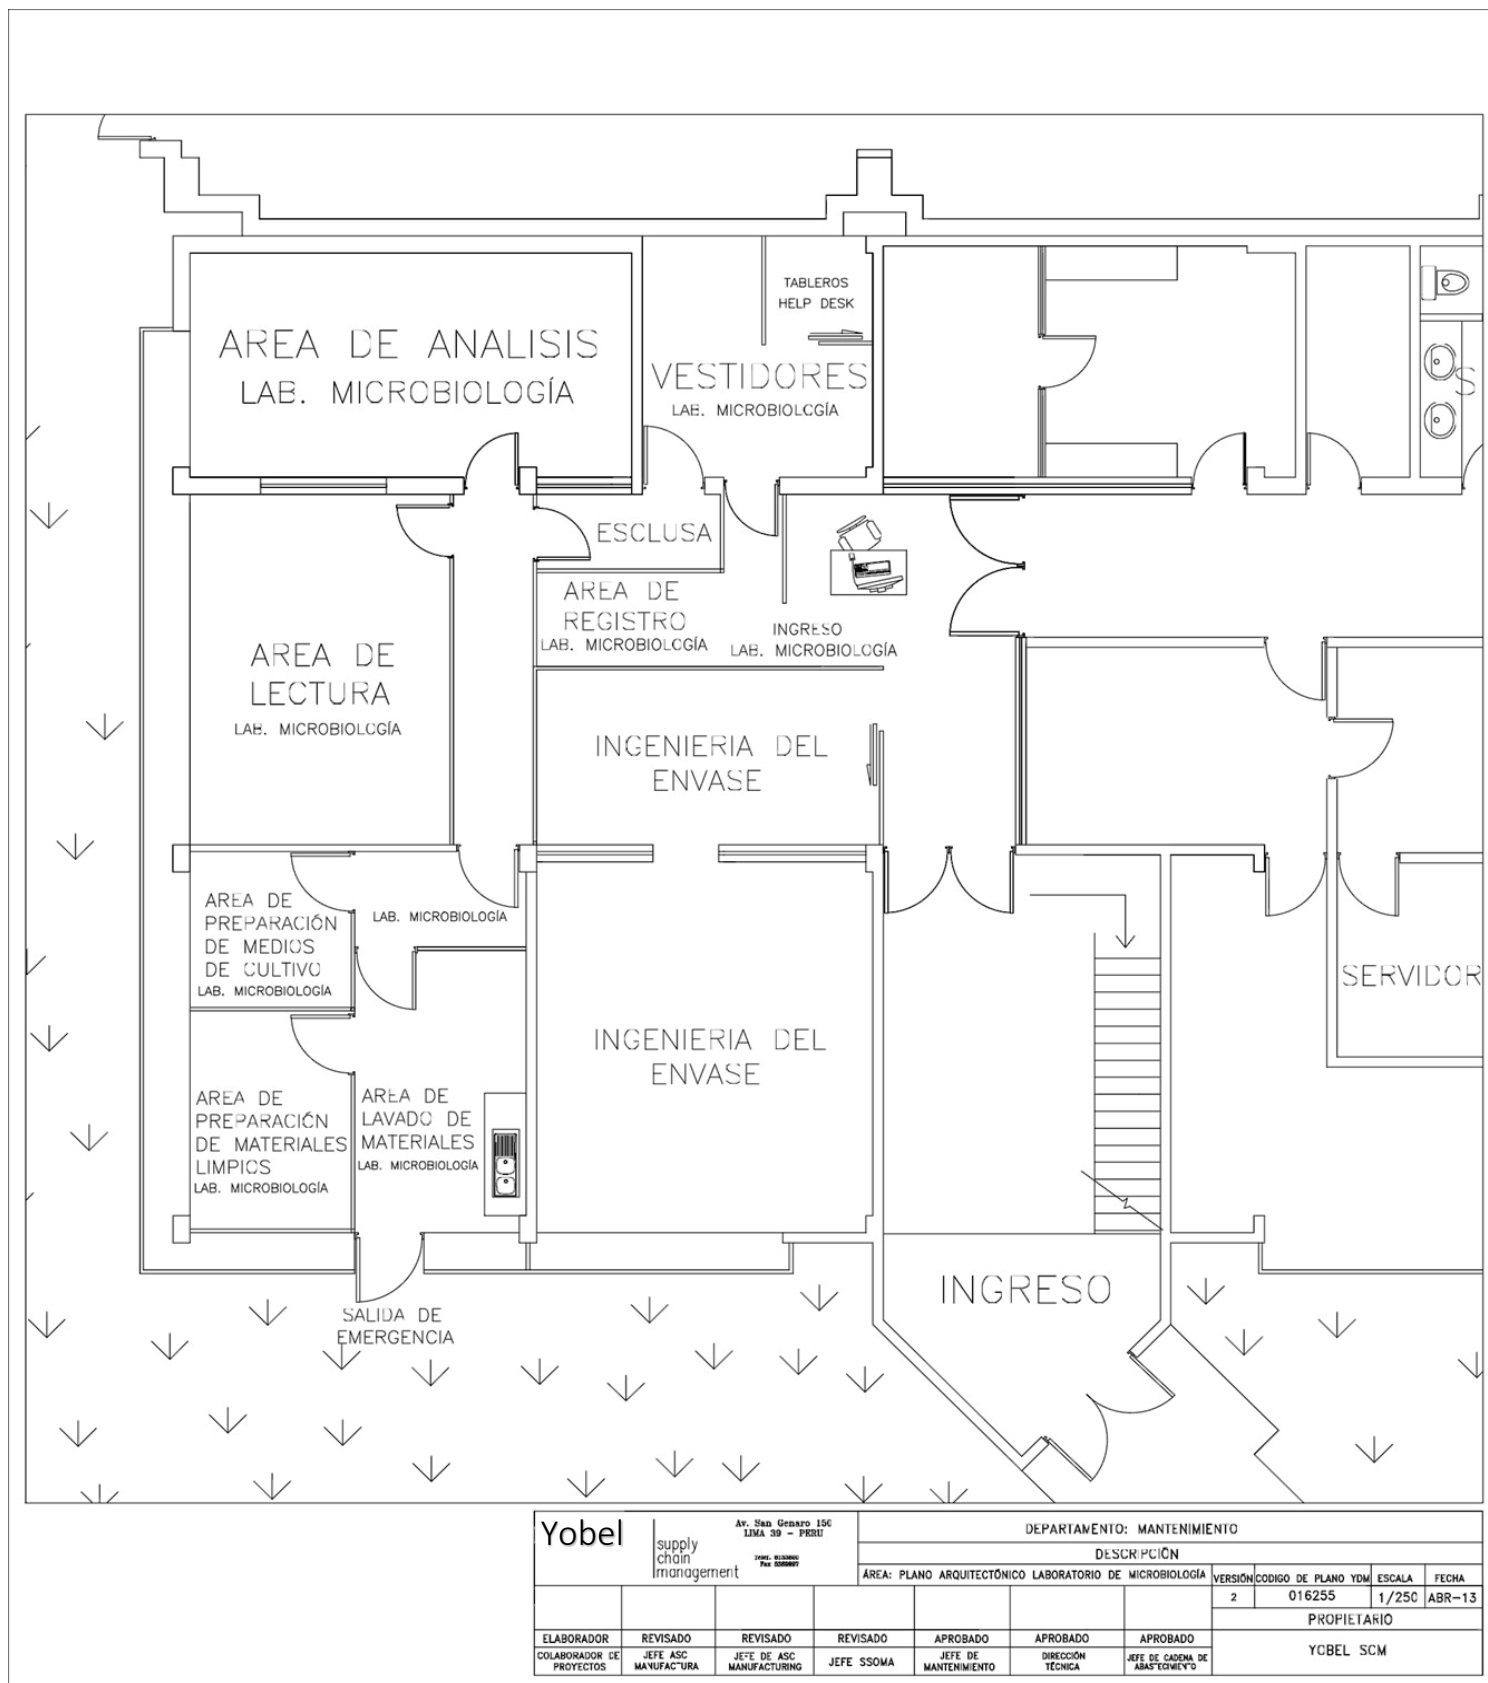 AREA DE ANALISIS
LAB. MICROBIOLOGÍA
TABLEROS
HELP DESK
VESTIDORES
LAB. MICROBIOLOGÍA
S
ESCLUSA
AREA DE
REGISTRO
LAB. MICROBIOLOGÍA
INGRESO
LAB. MICROBIOLOGÍA
AREA DE
LECTURA
LAB. MICROBIOLOGÍA
INGENIERIA DEL
ENVASE
AREA DE
PREPARACIÓN
DE MEDIOS
DE CULTIVO
LAB. MICROBIOLOGÍA
LAB. MICROBIOLOGÍA
SERVIDOR
INGENIERIA DEL
ENVASE
AREA DE
PREPARACIÓN
DE MATERIALES
LIMPIOS
LAB. MICROBIOLOGÍA
AREA DE
LAVADO DE
MATERIALES
LAB. MICROBIOLOGÍA
INGRESO
SALIDA DE
EMERGENCIA
Yobel
supply
chain
management
Av. San Genaro 150
LIMA 39 - PERU
DEPARTAMENTO: MANTENIMIENTO
DESCRIPCIÓN
ÁREA: PLANO ARQUITECTÓNICO LABORATORIO DE MICROBIOLOGÍA
VERSIÓN CODIGO DE PLANO YDM ESCALA FECHA
2 016255 1/250 ABR-13
PROPIETARIO
YOBEL SCM
ELABORADOR REVISADO REVISADO REVISADO APROBADO APROBADO APROBADO
COLABORADOR DE PROYECTOS
JEFE ASC MANUFACTURA
JEFE DE ASC MANUFACTURING
JEFE SSOMA
JEFE DE MANTENIMIENTO
DIRECCIÓN TÉCNICA
JEFE DE CADENA DE ABASTECIMIENTO